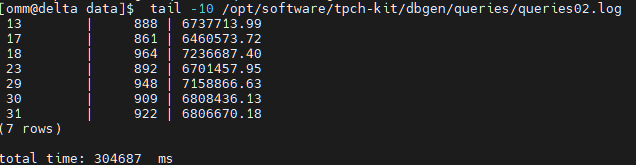 [omm@delta data]$ tail -10 /opt/software/tpch-kit/dbgen/queries/queries02.log
13 | 888 | 6737713.99
17 | 861 | 6460573.72
18 | 964 | 7236687.40
23 | 892 | 6701457.95
29 | 948 | 7158866.63
30 | 909 | 6808436.13
31 | 922 | 6806670.18
(7 rows)
total time: 304687 ms